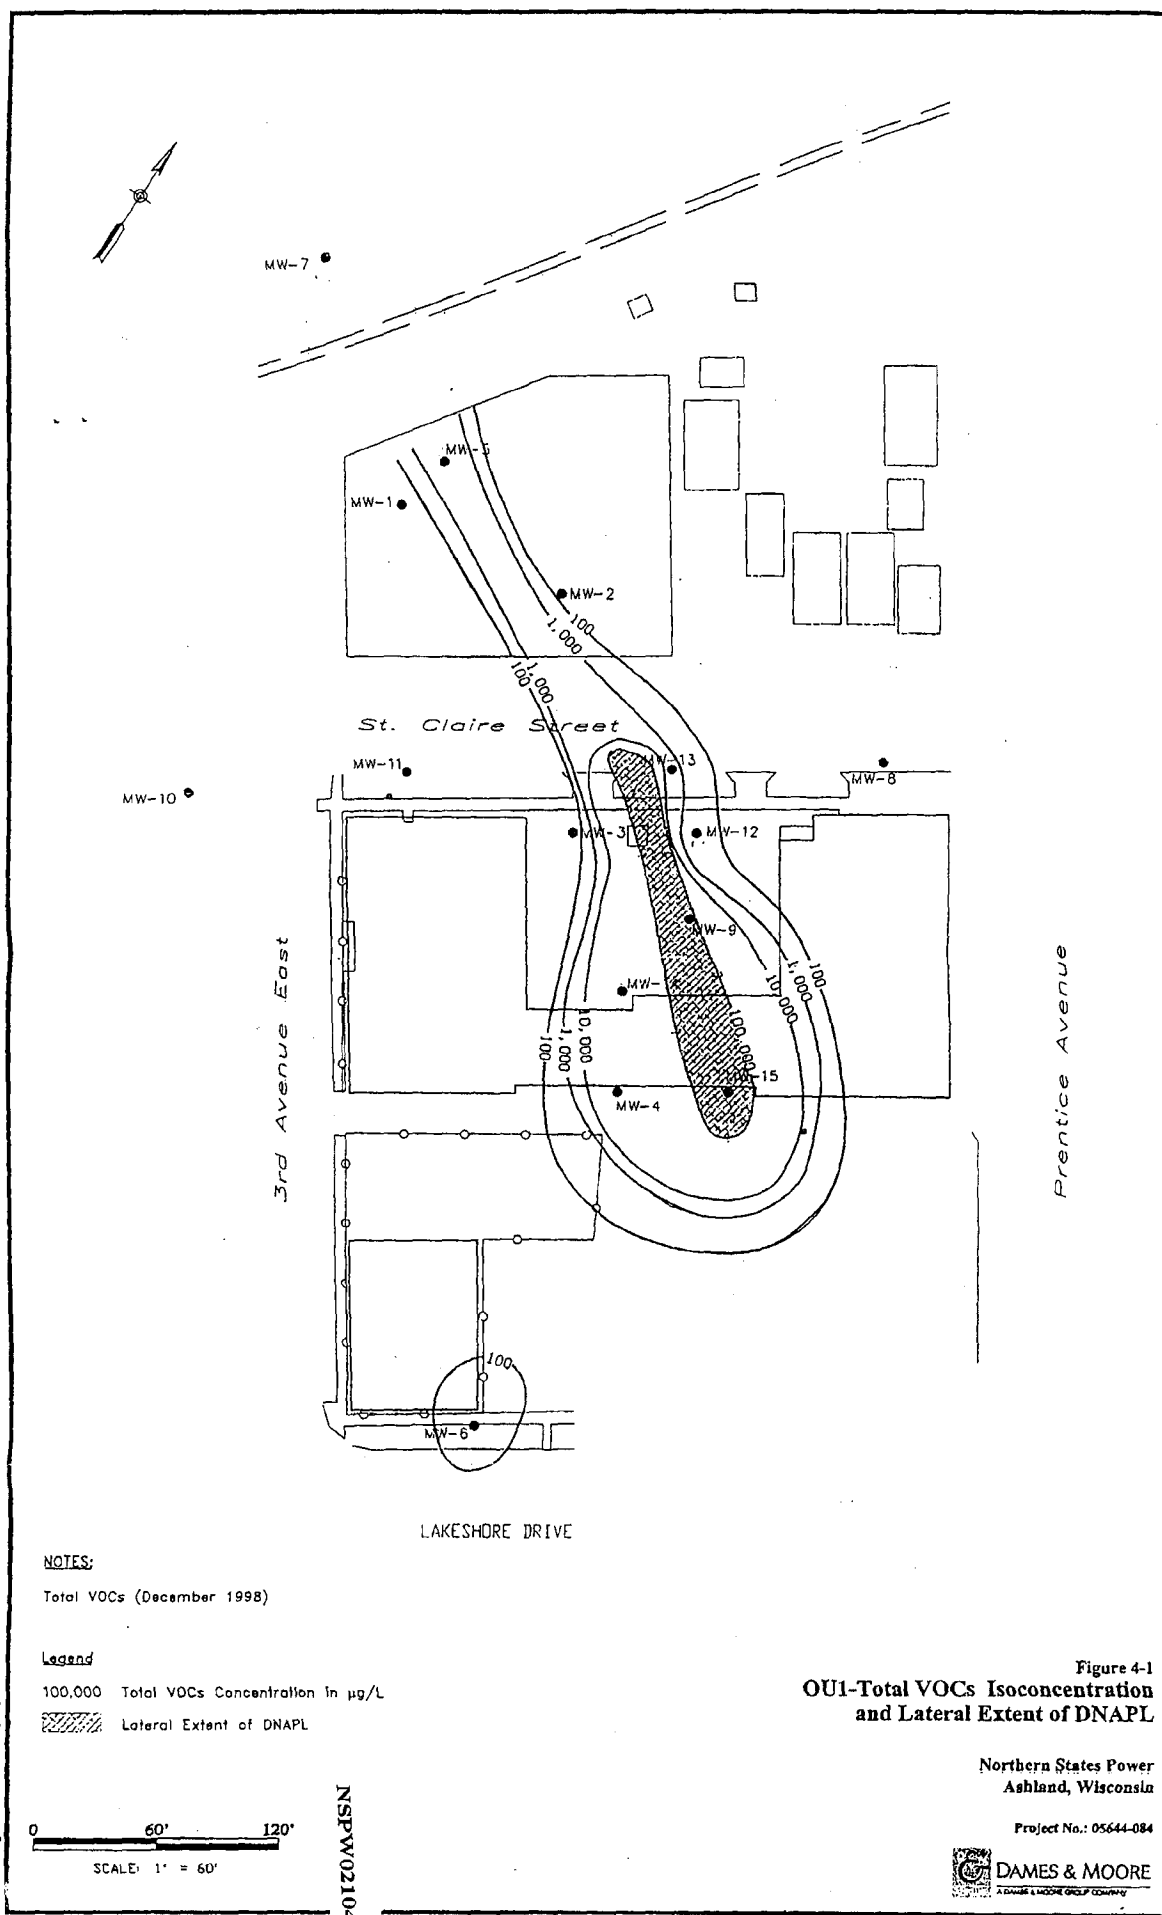 MW-7
MW-5
MW-1
MW-2
100
1,000
1,000
100
St. Claire Street
MW-11
MW-13
MW-8
MW-10
MW-3
MW-12
MW-9
3rd Avenue East
Prentice Avenue
MW-
100
1,000
10,000
100
1,000
10,000
100,000
MW-15
MW-4
100
MW-6
LAKESHORE DRIVE
NOTES:
Total VOCs (December 1998)
Legend
100,000 Total VOCs Concentration in µg/L
Lateral Extent of DNAPL
0 60' 120'
SCALE: 1" = 60'
NSPW02104
Figure 4-1
OU1-Total VOCs Isoconcentration
and Lateral Extent of DNAPL
Northern States Power
Ashland, Wisconsin
Project No.: 05644-084
DAMES & MOORE
A DAMES & MOORE GROUP COMPANY